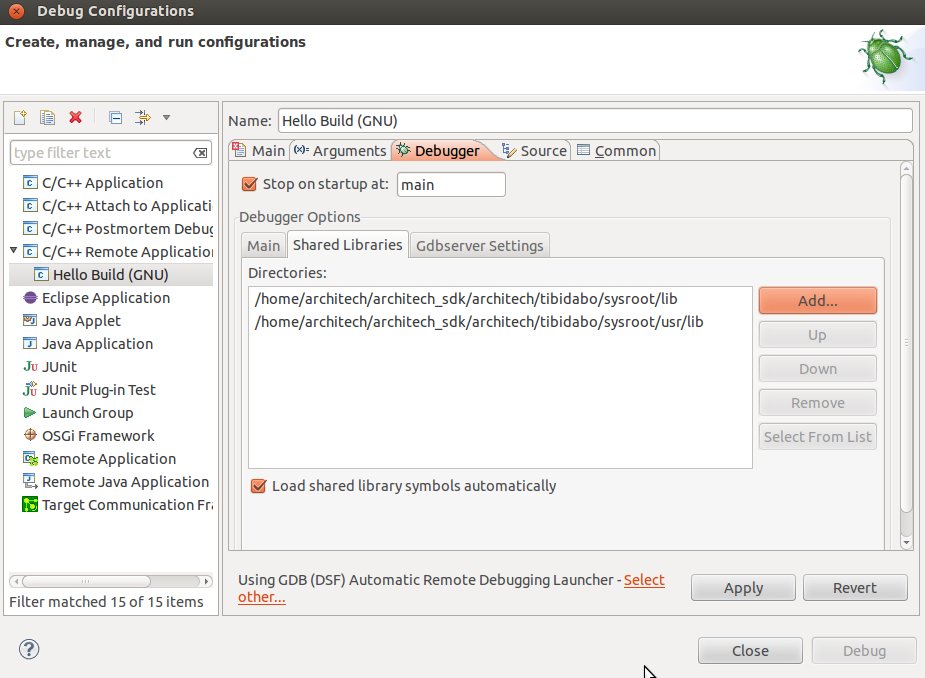 Debug Configurations
Create, manage, and run configurations
type filter text
C/C++ Application
C/C++ Attach to Applicati
C/C++ Postmortem Debug
C/C++ Remote Application
Hello Build (GNU)
Eclipse Application
Java Applet
Java Application
JUnit
JUnit Plug-in Test
Launch Group
OSGi Framework
Remote Application
Remote Java Application
Target Communication Fra
Filter matched 15 of 15 items
Name: Hello Build (GNU)
Main Arguments Debugger Source Common
Stop on startup at: main
Debugger Options
Main Shared Libraries Gdbserver Settings
Directories:
/home/architech/architech_sdk/architech/tibidabo/sysroot/lib
/home/architech/architech_sdk/architech/tibidabo/sysroot/usr/lib
Add...
Up
Down
Remove
Select From List
Load shared library symbols automatically
Using GDB (DSF) Automatic Remote Debugging Launcher - Select
other...
Apply Revert
Close Debug